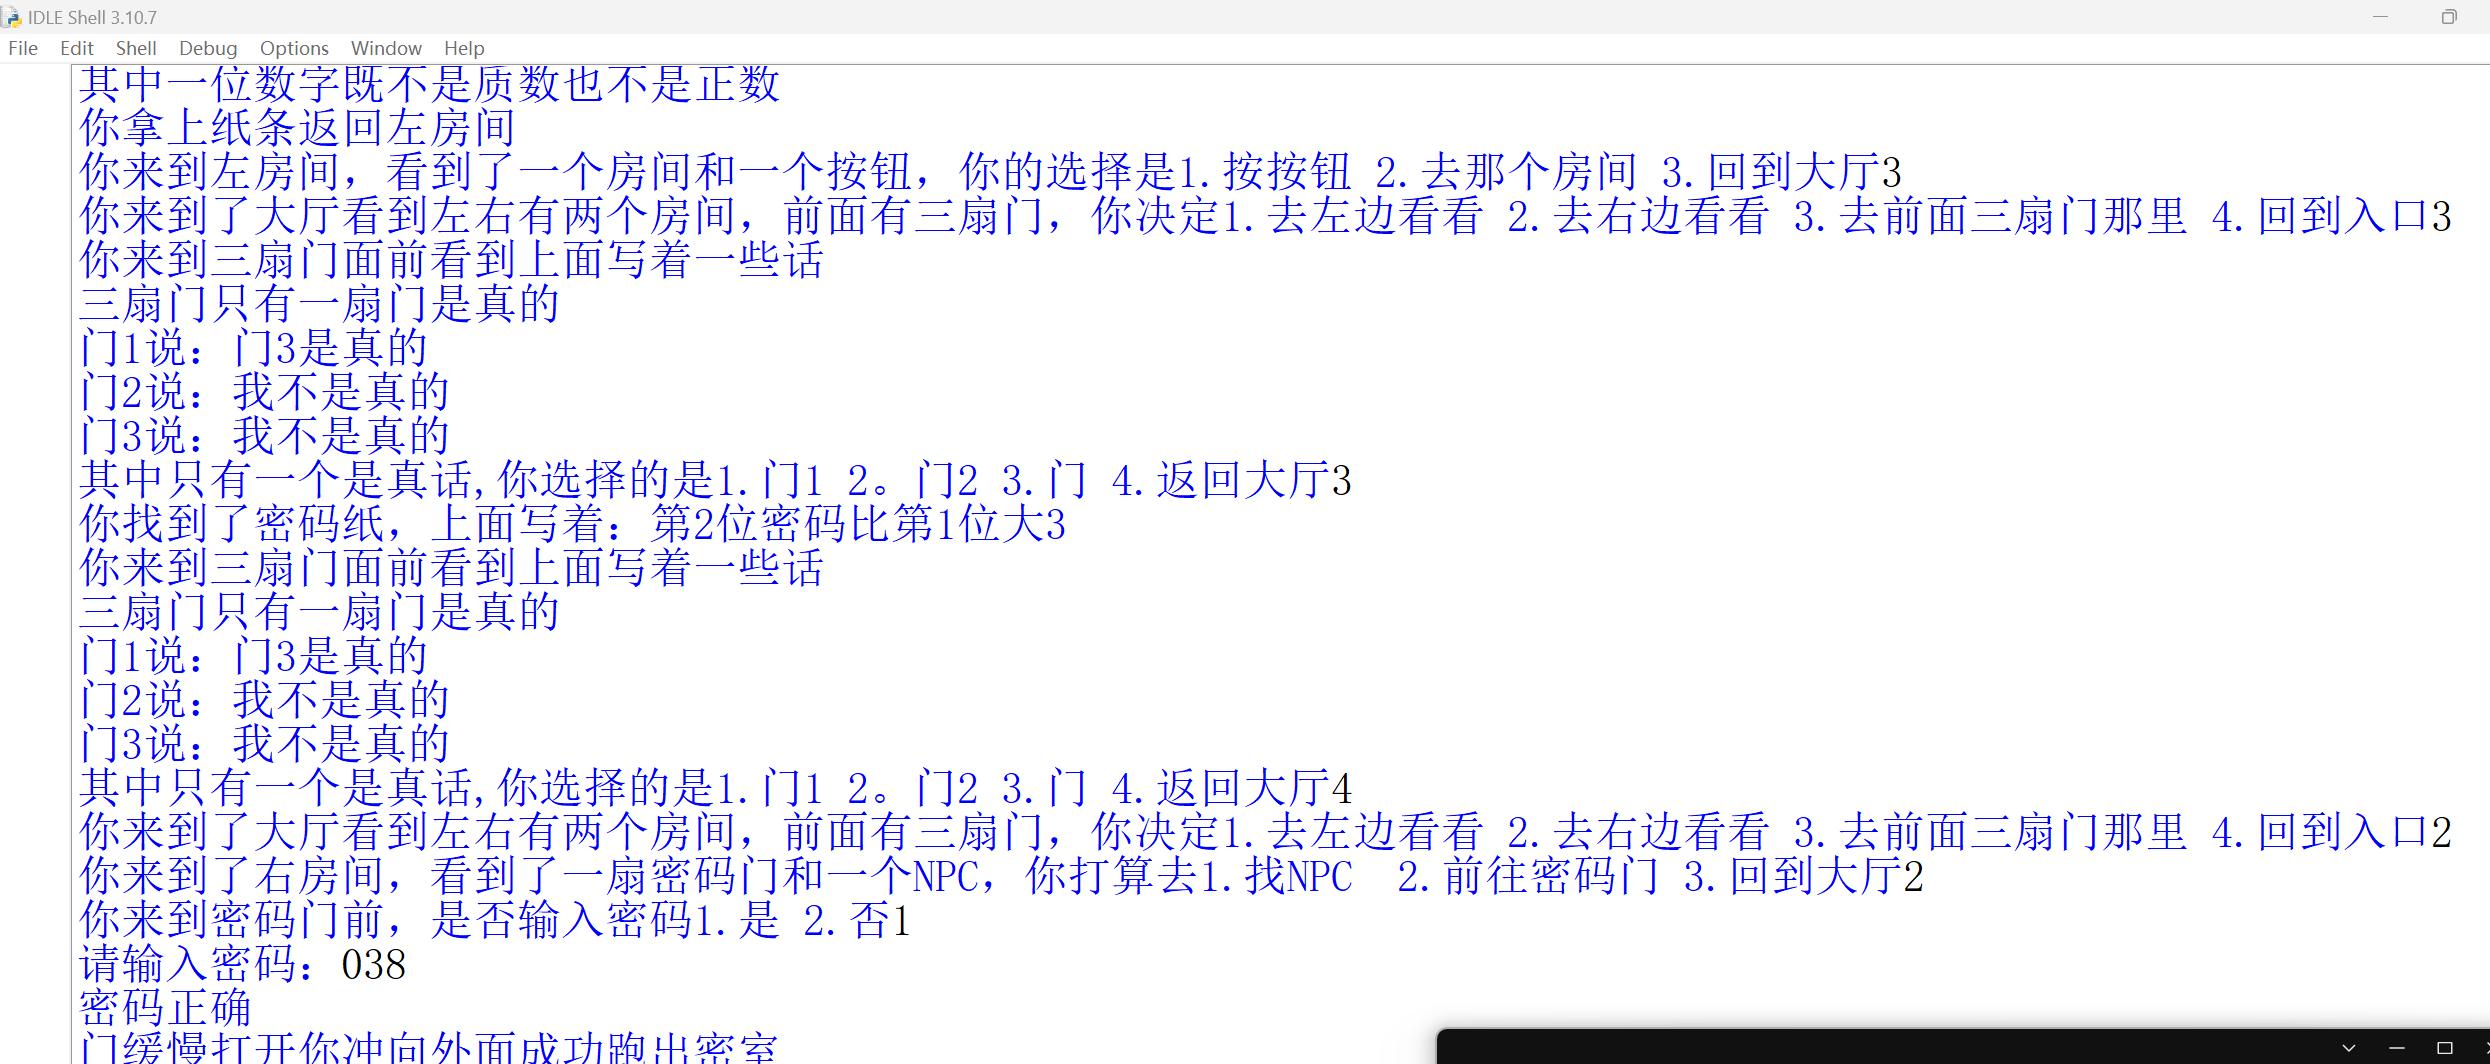 IDLE Shell 3.10.7
File Edit Shell Debug Options Window Help
其中一位数字既不是质数也不是正数
你拿上纸条返回左房间
你来到左房间，看到了一个房间和一个按钮，你的选择是1.按按钮 2.去那个房间 3.回到大厅3
你来到了大厅看到左右有两个房间，前面有三扇门，你决定1.去左边看看 2.去右边看看 3.去前面三扇门那里 4.回到入口3
你来到三扇门面前看到上面写着一些话
三扇门只有一扇门是真的
门1说：门3是真的
门2说：我不是真的
门3说：我不是真的
其中只有一个是真话,你选择的是1.门1 2。门2 3.门 4.返回大厅3
你找到了密码纸，上面写着：第2位密码比第1位大3
你来到三扇门面前看到上面写着一些话
三扇门只有一扇门是真的
门1说：门3是真的
门2说：我不是真的
门3说：我不是真的
其中只有一个是真话,你选择的是1.门1 2。门2 3.门 4.返回大厅4
你来到了大厅看到左右有两个房间，前面有三扇门，你决定1.去左边看看 2.去右边看看 3.去前面三扇门那里 4.回到入口2
你来到了右房间，看到了一扇密码门和一个NPC，你打算去1.找NPC  2.前往密码门 3.回到大厅2
你来到密码门前，是否输入密码1.是 2.否1
请输入密码：038
密码正确
门缓慢打开你冲向外面成功跑出密室